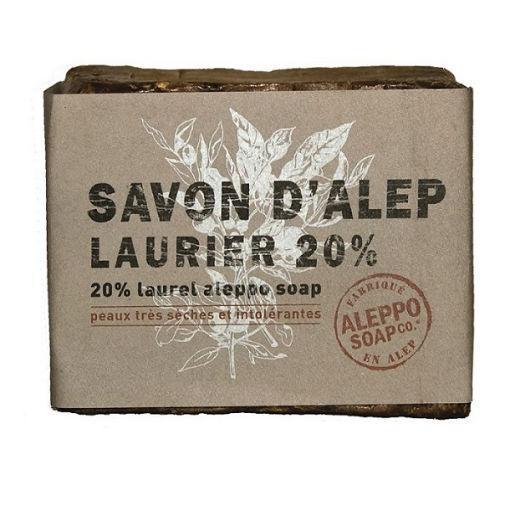 SAVON D'ALEP
LAURIER 20%
20% laurel aleppo soap
peaux très sèches et intolérantes
FABRIQUÉ
ALEPPO
SOAP CO.
EN ALEP